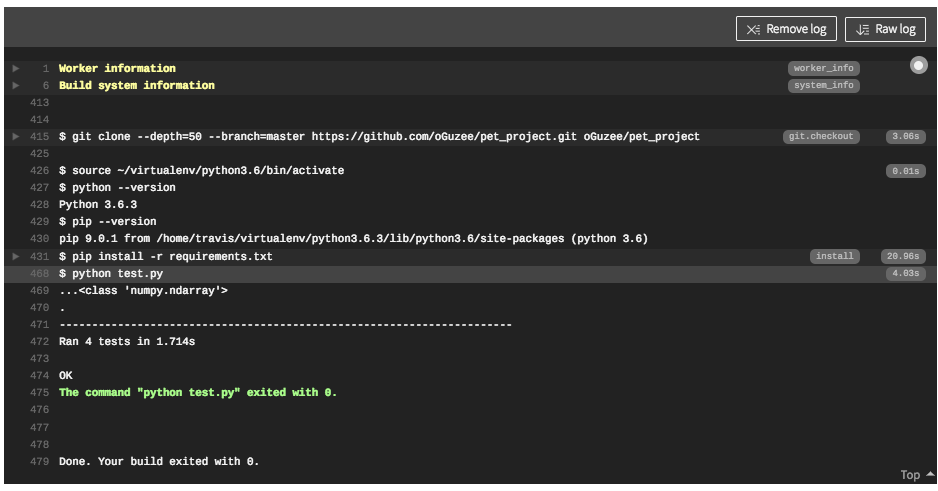 Remove log
Raw log
1 Worker information worker_info
6 Build system information system_info
413
414
415 $ git clone --depth=50 --branch=master https://github.com/oGuzee/pet_project.git oGuzee/pet_project git.checkout 3.06s
425
426 $ source ~/virtualenv/python3.6/bin/activate 0.01s
427 $ python --version
428 Python 3.6.3
429 $ pip --version
430 pip 9.0.1 from /home/travis/virtualenv/python3.6.3/lib/python3.6/site-packages (python 3.6)
431 $ pip install -r requirements.txt install 20.96s
468 $ python test.py 4.03s
469 ...<class 'numpy.ndarray'>
470 .
471 ----------------------------------------------------------------------
472 Ran 4 tests in 1.714s
473
474 OK
475 The command "python test.py" exited with 0.
476
477
478
479 Done. Your build exited with 0.
Top